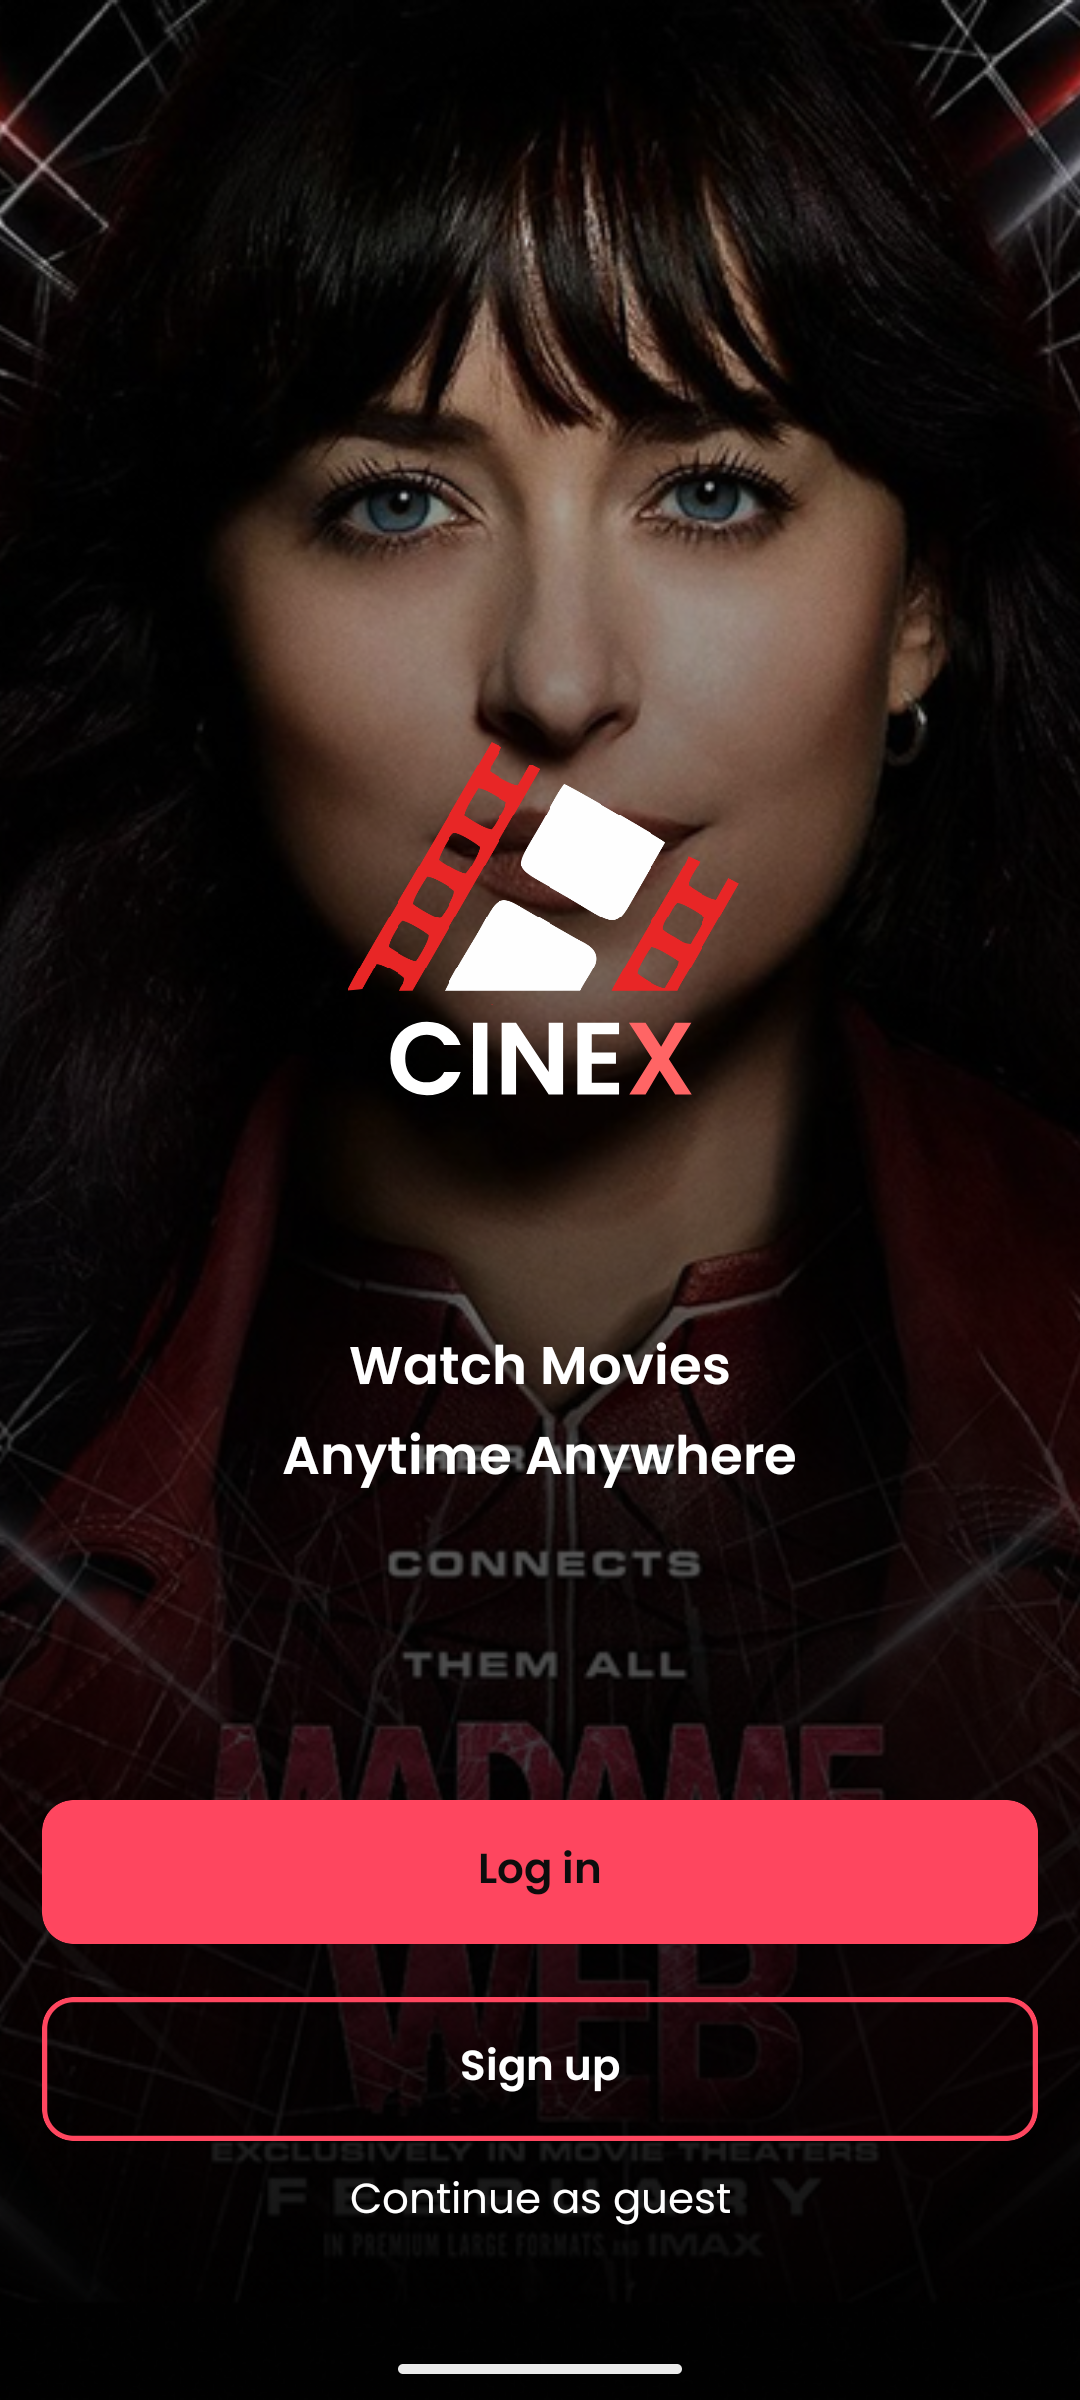 CINEX
Watch Movies
Anytime Anywhere
CONNECTS
THEM ALL
MADAME
Log in
WEB
Sign up
EXCLUSIVELY IN MOVIE THEATERS
Continue as guest
IN PREMIUM LARGE FORMATS AND IMAX